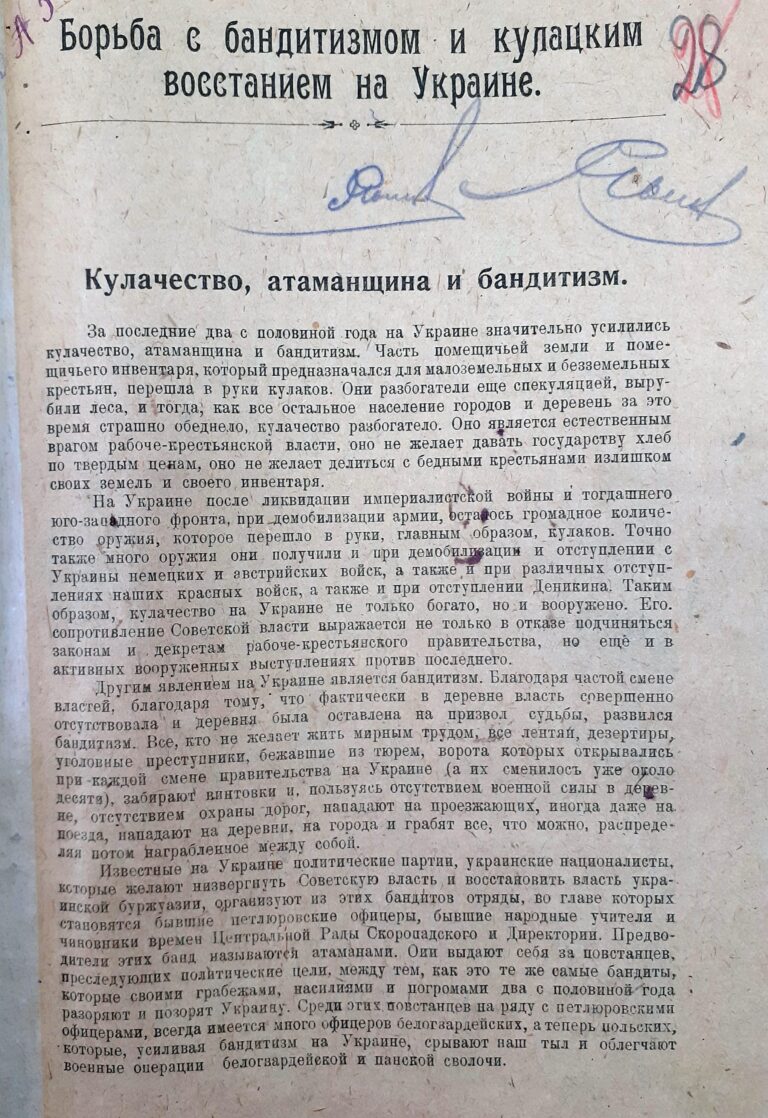 28
Борьба с бандитизмом и кулацким
восстанием на Украине.
Кулачество, атаманщина и бандитизм.
За последние два с половиной года на Украине значительно усилились
кулачество, атаманщина и бандитизм. Часть помещичьей земли и поме-
щичьего инвентаря, который предназначался для малоземельных и безземельных
крестьян, перешла в руки кулаков. Они разбогатели еще спекуляцией, выру-
били леса, и тогда, как все остальное население городов и деревень за это
время страшно обеднело, кулачество разбогатело. Оно является естественным
врагом рабоче-крестьянской власти, оно не желает давать государству хлеб
по твердым ценам, оно не желает делиться с бедными крестьянами излишком
своих земель и своего инвентаря.
На Украине после ликвидации империалистской войны и тогдашнего
юго-западного фронта, при демобилизации армии, осталось громадное количе-
ство оружия, которое перешло в руки, главным образом, кулаков. Точно
также много оружия они получили и при демобилизации и отступлении с
Украины немецких и австрийских войск, а также и при различных отступ-
лениях наших красных войск, а также и при отступлении Деникина. Таким
образом, кулачество на Украине не только богато, но и вооружено. Его
сопротивление Советской власти выражается не только в отказе подчиняться
законам и декретам рабоче-крестьянского правительства, но ещё и в
активных вооруженных выступлениях против последнего.
Другим явлением на Украине является бандитизм. Благодаря частой смене
властей, благодаря тому, что фактически в деревне власть совершенно
отсутствовала и деревня была оставлена на призвол судьбы, развился
бандитизм. Все, кто не желает жить мирным трудом, все лентяи, дезертиры,
уголовные преступники, бежавшие из тюрем, ворота которых открывались
при каждой смене правительства на Украине (а их сменилось уже около
десяти), забирают винтовки и, пользуясь отсутствием военной силы в дерев-
не, отсутствием охраны дорог, нападают на проезжающих, иногда даже на
поезда, нападают на деревни, на города и грабят все, что можно, распреде-
ляя потом награбленное между собой.
Известные на Украине политические партии, украинские националисты,
которые желают низвергнуть Советскую власть и восстановить власть укра-
инской буржуазии, организуют из этих бандитов отряды, во главе которых
становятся бывшие петлюровские офицеры, бывшие народные учителя и
чиновники времен Центральной Рады Скоропадского и Директории. Предво-
дители этих банд называются атаманами. Они выдают себя за повстанцев,
преследующих политические цели, между тем, как это те же самые бандиты,
которые своими грабежами, насилиями и погромами два с половиной года
разоряют и позорят Украину. Среди этих повстанцев на ряду с петлюровскими
офицерами, всегда имеется много офицеров белогвардейских, а теперь польских,
которые, усиливая бандитизм на Украине, срывают наш тыл и облегчают
военные операции белогвардейской и панской сволочи.